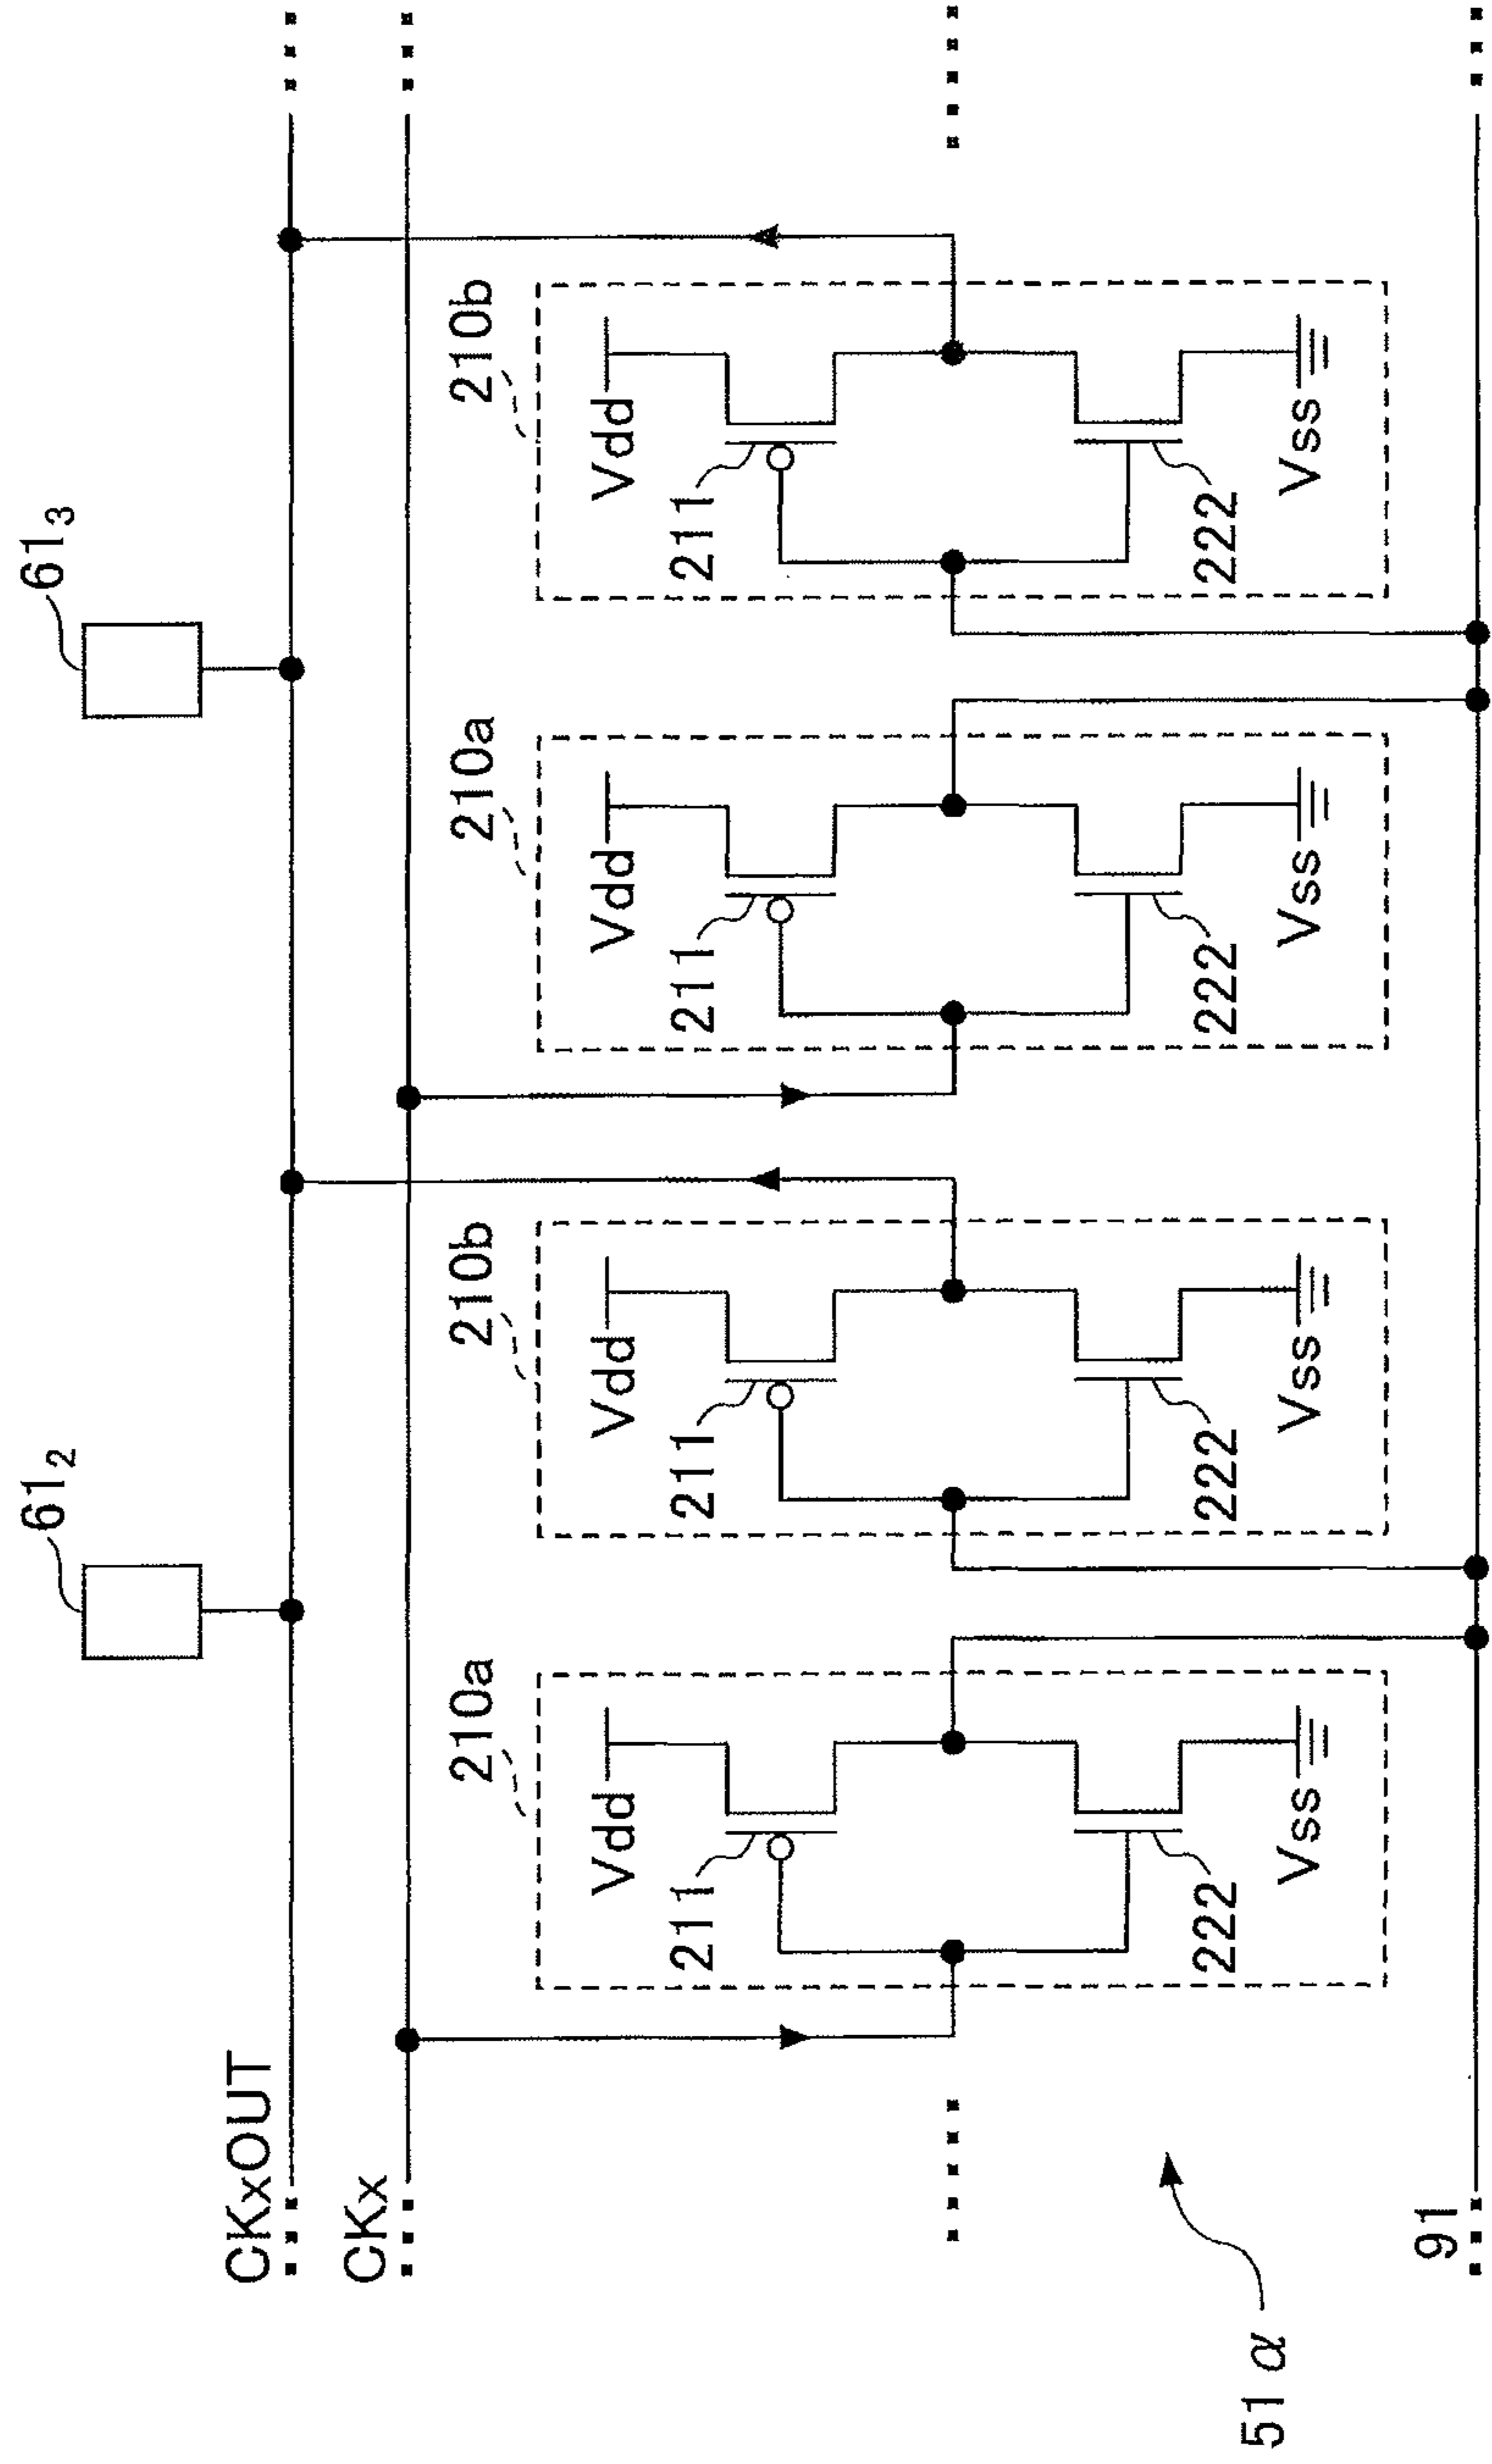 61₂
61₃
CKxOUT
CKx
210a
210b
210a
210b
Vdd
Vdd
Vdd
Vdd
211
211
211
211
222
222
222
222
Vss
Vss
Vss
Vss
51α
91